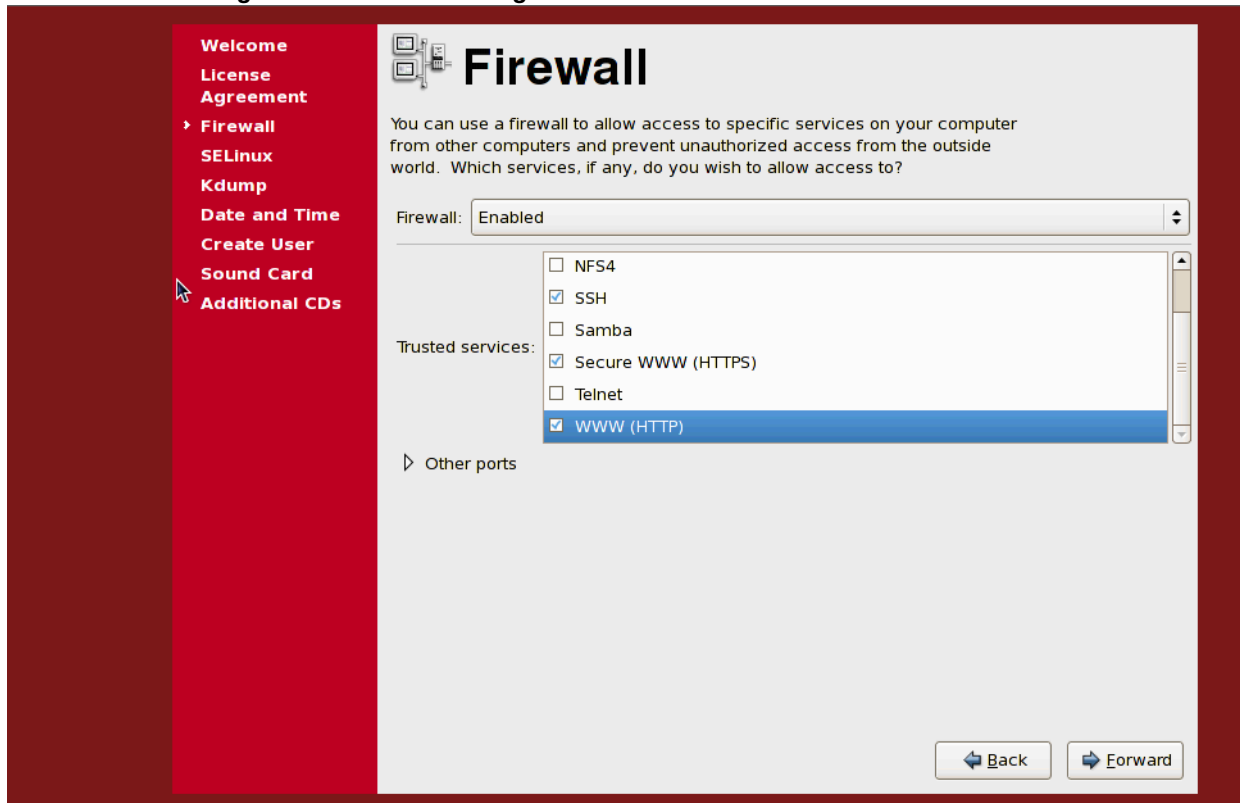 Welcome
License
Agreement
Firewall
SELinux
Kdump
Date and Time
Create User
Sound Card
Additional CDs
Firewall
You can use a firewall to allow access to specific services on your computer
from other computers and prevent unauthorized access from the outside
world.  Which services, if any, do you wish to allow access to?
Firewall: Enabled
Trusted services:
NFS4
SSH
Samba
Secure WWW (HTTPS)
Telnet
WWW (HTTP)
Other ports
Back
Forward